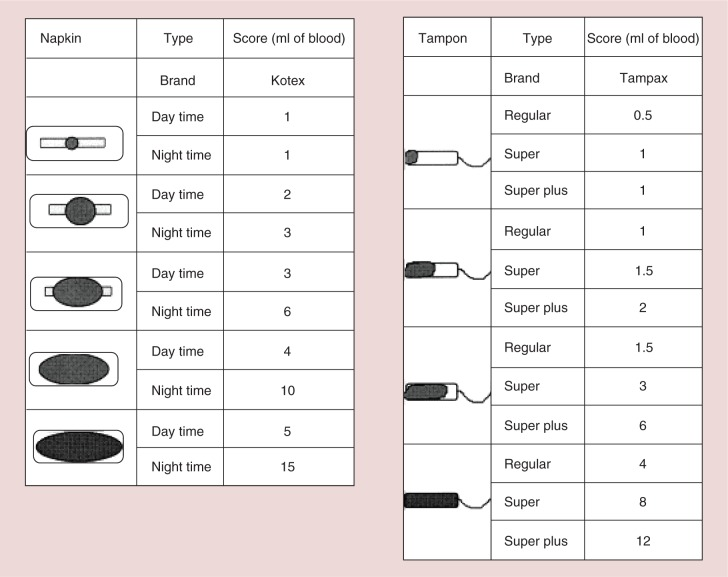 Napkin Type Score (ml of blood)
Brand Kotex
Day time 1
Night time 1
Day time 2
Night time 3
Day time 3
Night time 6
Day time 4
Night time 10
Day time 5
Night time 15
Tampon Type Score (ml of blood)
Brand Tampax
Regular 0.5
Super 1
Super plus 1
Regular 1
Super 1.5
Super plus 2
Regular 1.5
Super 3
Super plus 6
Regular 4
Super 8
Super plus 12